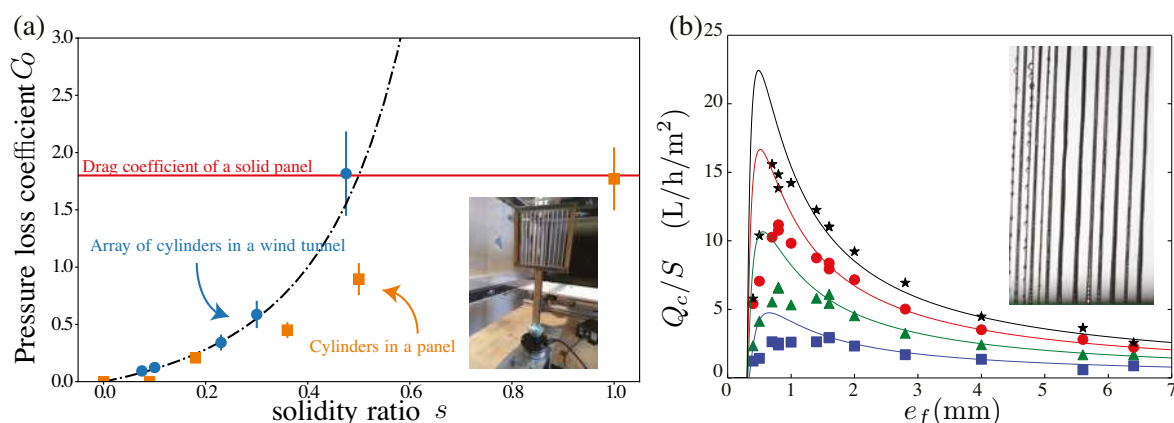 (a)
Pressure loss coefficient C₀
3.0
2.5
2.0
1.5
1.0
0.5
0.0
Drag coefficient of a solid panel
Array of cylinders in a wind tunnel
Cylinders in a panel
0.0 0.2 0.4 0.6 0.8 1.0
solidity ratio s
(b)
Q_c/S (L/h/m²)
25
20
15
10
5
0
0 1 2 3 4 5 6 7
e_f (mm)